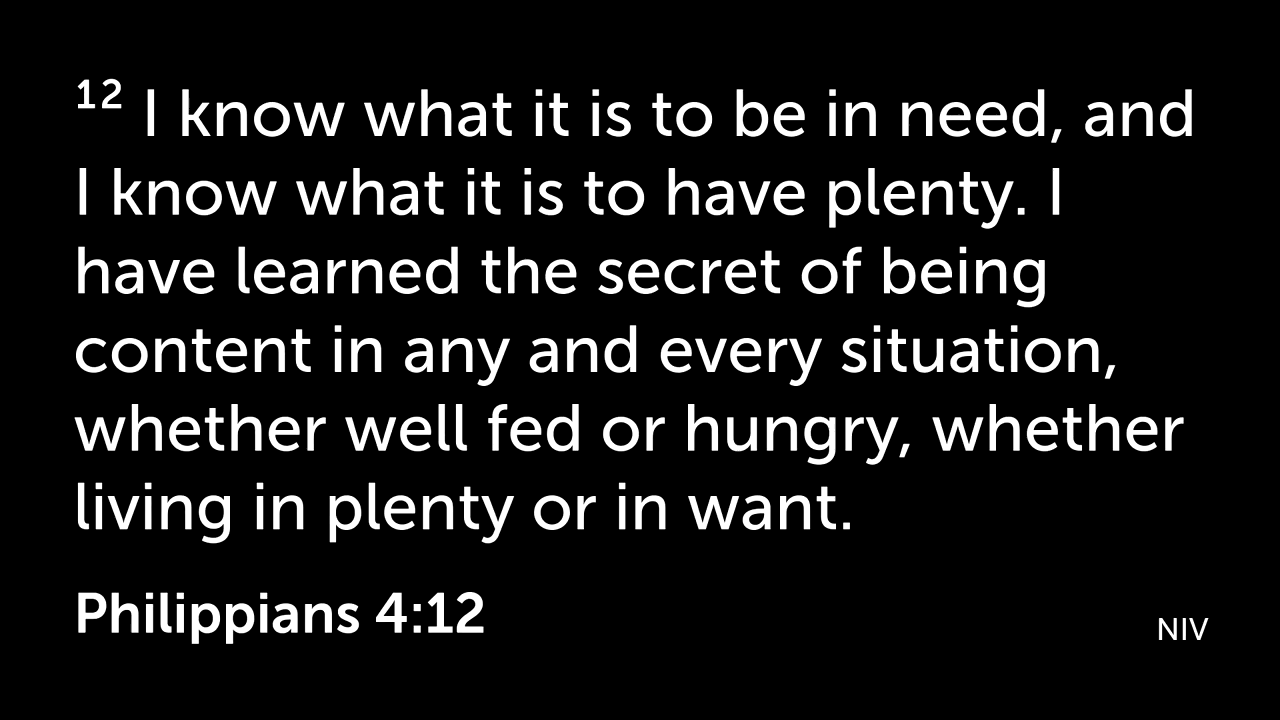 12 I know what it is to be in need, and
I know what it is to have plenty. I
have learned the secret of being
content in any and every situation,
whether well fed or hungry, whether
living in plenty or in want.
Philippians 4:12
NIV